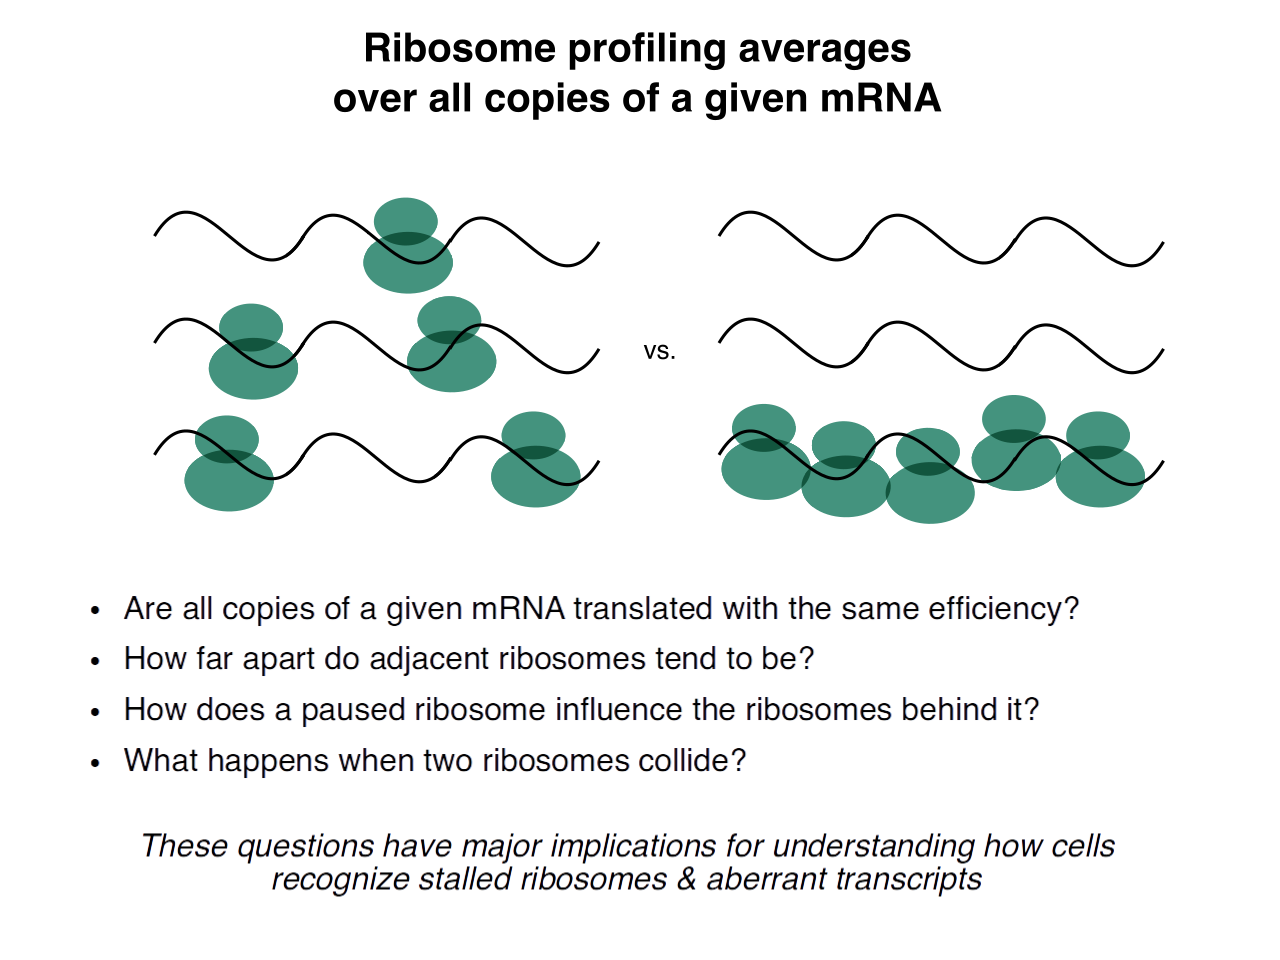 Ribosome profiling averages
over all copies of a given mRNA
vs.
• Are all copies of a given mRNA translated with the same efficiency?
• How far apart do adjacent ribosomes tend to be?
• How does a paused ribosome influence the ribosomes behind it?
• What happens when two ribosomes collide?
These questions have major implications for understanding how cells
recognize stalled ribosomes & aberrant transcripts